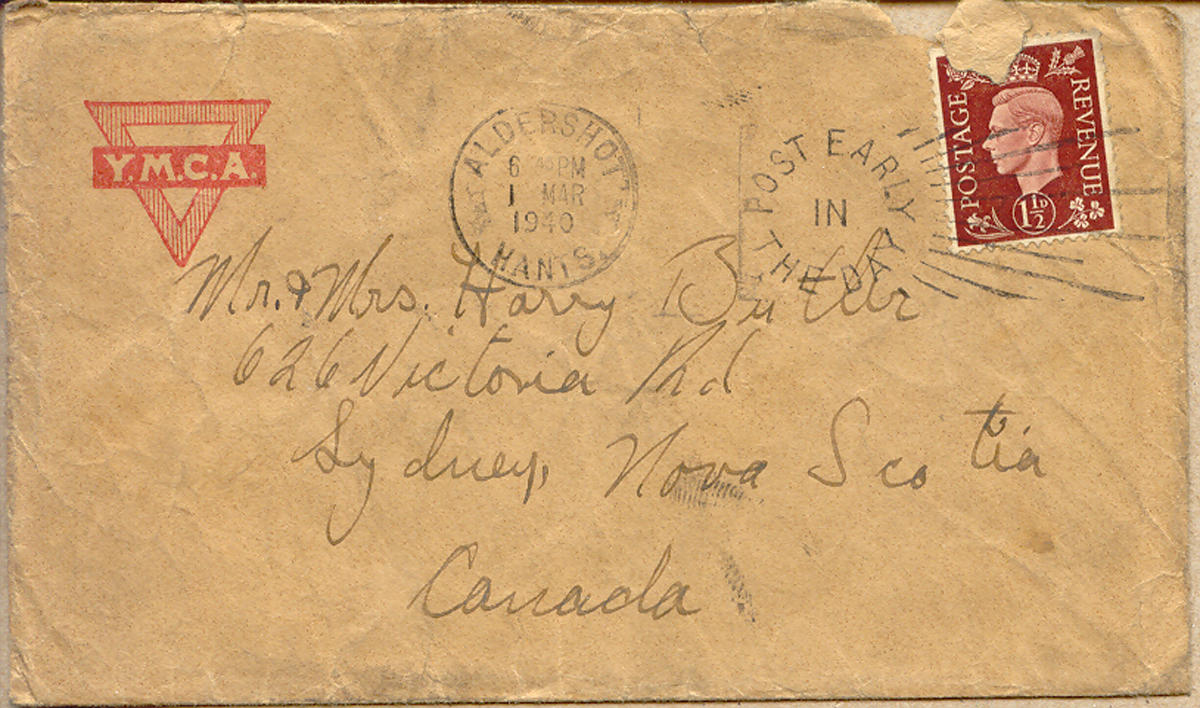 Y.M.C.A.
ALDERSHOT
6 PM
1 MAR
1940
HANTS
POST EARLY
IN
THE DAY
POSTAGE
REVENUE
1½D
Mr. & Mrs. Harry Butler
626 Victoria Rd
Sydney, Nova Scotia
Canada